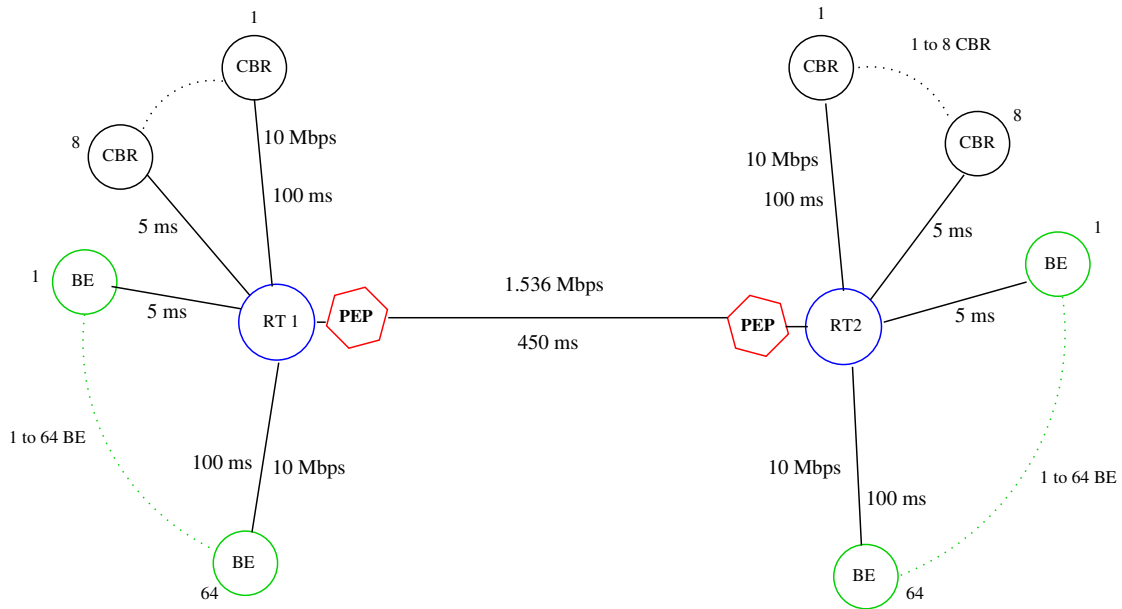 1
CBR
8
CBR
10 Mbps
100 ms
5 ms
1
BE
5 ms
RT 1
PEP
1 to 64 BE
100 ms
10 Mbps
BE
64
1.536 Mbps
450 ms
1
CBR
1 to 8 CBR
8
CBR
10 Mbps
100 ms
5 ms
1
BE
5 ms
PEP
RT2
10 Mbps
100 ms
1 to 64 BE
BE
64